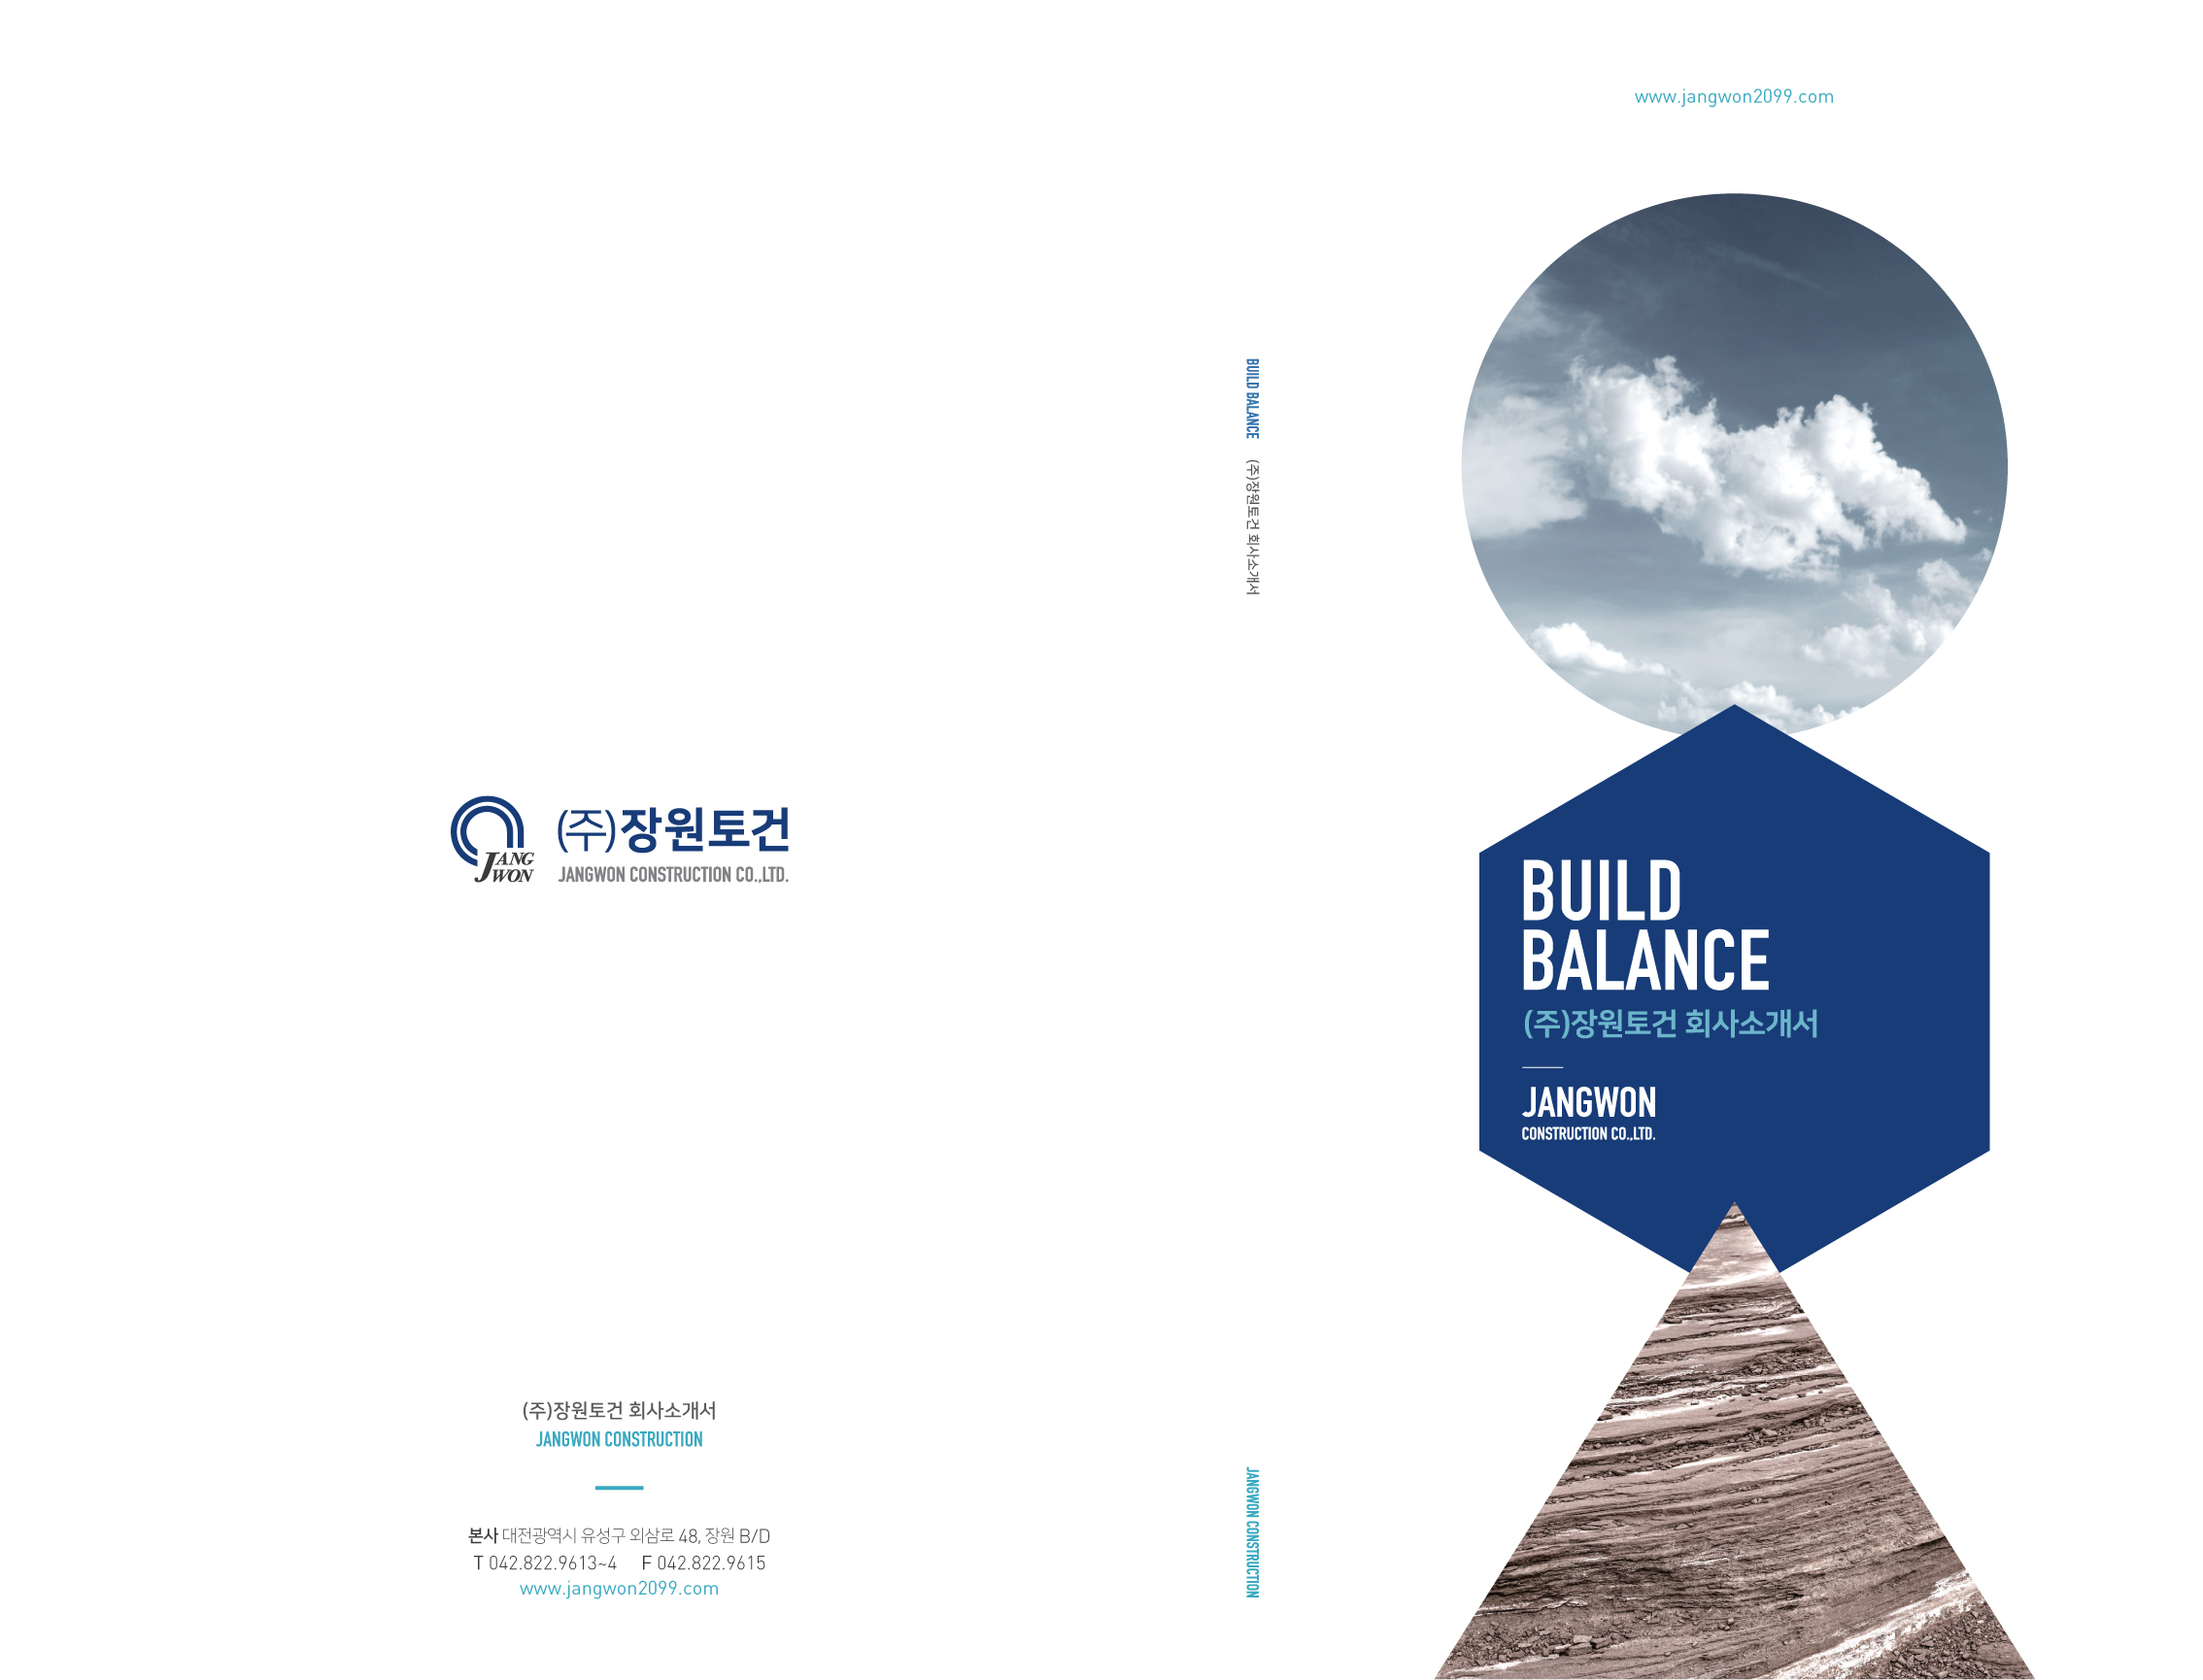 JANG
WON
(주)장원토건
JANGWON CONSTRUCTION CO.,LTD.
(주)장원토건 회사소개서
JANGWON CONSTRUCTION
본사 대전광역시 유성구 외삼로 48, 장원 B/D
T 042.822.9613~4 F 042.822.9615
www.jangwon2099.com
BUILD BALANCE (주)장원토건 회사소개서
JANGWON CONSTRUCTION
www.jangwon2099.com
BUILD
BALANCE
(주)장원토건 회사소개서
JANGWON
CONSTRUCTION CO.,LTD.